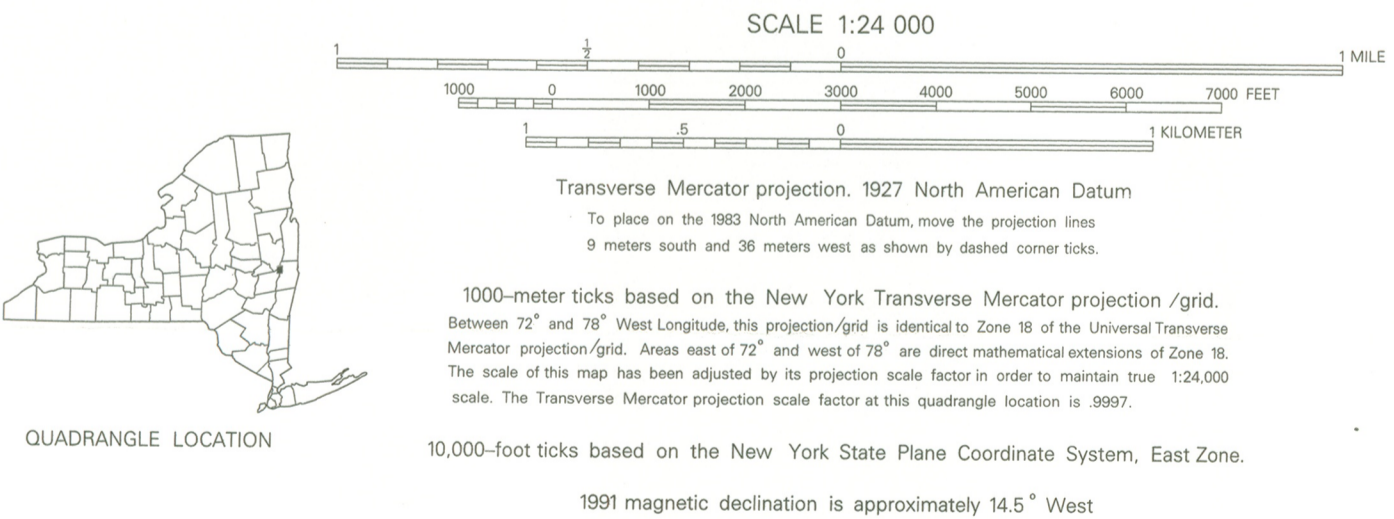 SCALE 1:24 000
1 ½ 0 1 MILE
1000 0 1000 2000 3000 4000 5000 6000 7000 FEET
1 .5 0 1 KILOMETER
Transverse Mercator projection. 1927 North American Datum
To place on the 1983 North American Datum, move the projection lines
9 meters south and 36 meters west as shown by dashed corner ticks.
1000–meter ticks based on the New York Transverse Mercator projection /grid.
Between 72° and 78° West Longitude, this projection/grid is identical to Zone 18 of the Universal Transverse
Mercator projection/grid. Areas east of 72° and west of 78° are direct mathematical extensions of Zone 18.
The scale of this map has been adjusted by its projection scale factor in order to maintain true 1:24,000
scale. The Transverse Mercator projection scale factor at this quadrangle location is .9997.
QUADRANGLE LOCATION
10,000–foot ticks based on the New York State Plane Coordinate System, East Zone.
1991 magnetic declination is approximately 14.5° West